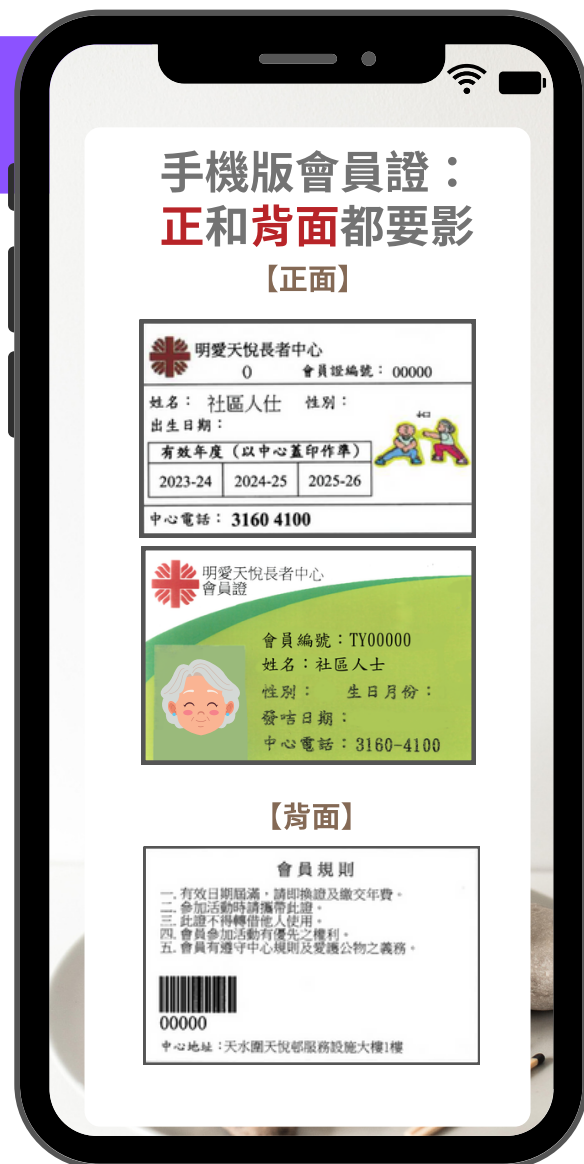 手機版會員證：
正和背面都要影
【正面】
明愛天悅長者中心
() 會員證編號： 00000
姓名： 社區人仕 性別：
出生日期：
有效年度（以中心蓋印作準）
2023-24 2024-25 2025-26
中心電話： 3160 4100
明愛天悅長者中心
會員證
會員編號：TY00000
姓名：社區人士
性別： 生日月份：
發咭日期：
中心電話：3160-4100
【背面】
會員規則
一. 有效日期屆滿，請即換證及繳交年費。
二. 參加活動時請攜帶此證。
三. 此證不得轉借他人使用。
四. 會員參加活動有優先之權利。
五. 會員有遵守中心規則及愛護公物之義務。
00000
中心地址：天水圍天悅邨服務設施大樓1樓